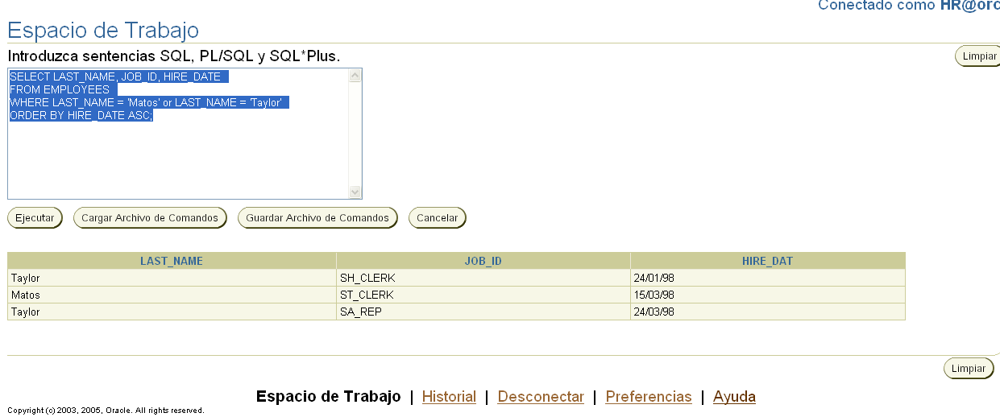 Conectado como HR@orc
Espacio de Trabajo
Introduzca sentencias SQL, PL/SQL y SQL*Plus.
Limpiar
SELECT LAST_NAME, JOB_ID, HIRE_DATE
FROM EMPLOYEES
WHERE LAST_NAME = 'Matos' or LAST_NAME = 'Taylor'
ORDER BY HIRE_DATE ASC;
Ejecutar Cargar Archivo de Comandos Guardar Archivo de Comandos Cancelar
LAST_NAME JOB_ID HIRE_DAT
Taylor SH_CLERK 24/01/98
Matos ST_CLERK 15/03/98
Taylor SA_REP 24/03/98
Limpiar
Espacio de Trabajo | Historial | Desconectar | Preferencias | Ayuda
Copyright (c) 2003, 2005, Oracle. All rights reserved.